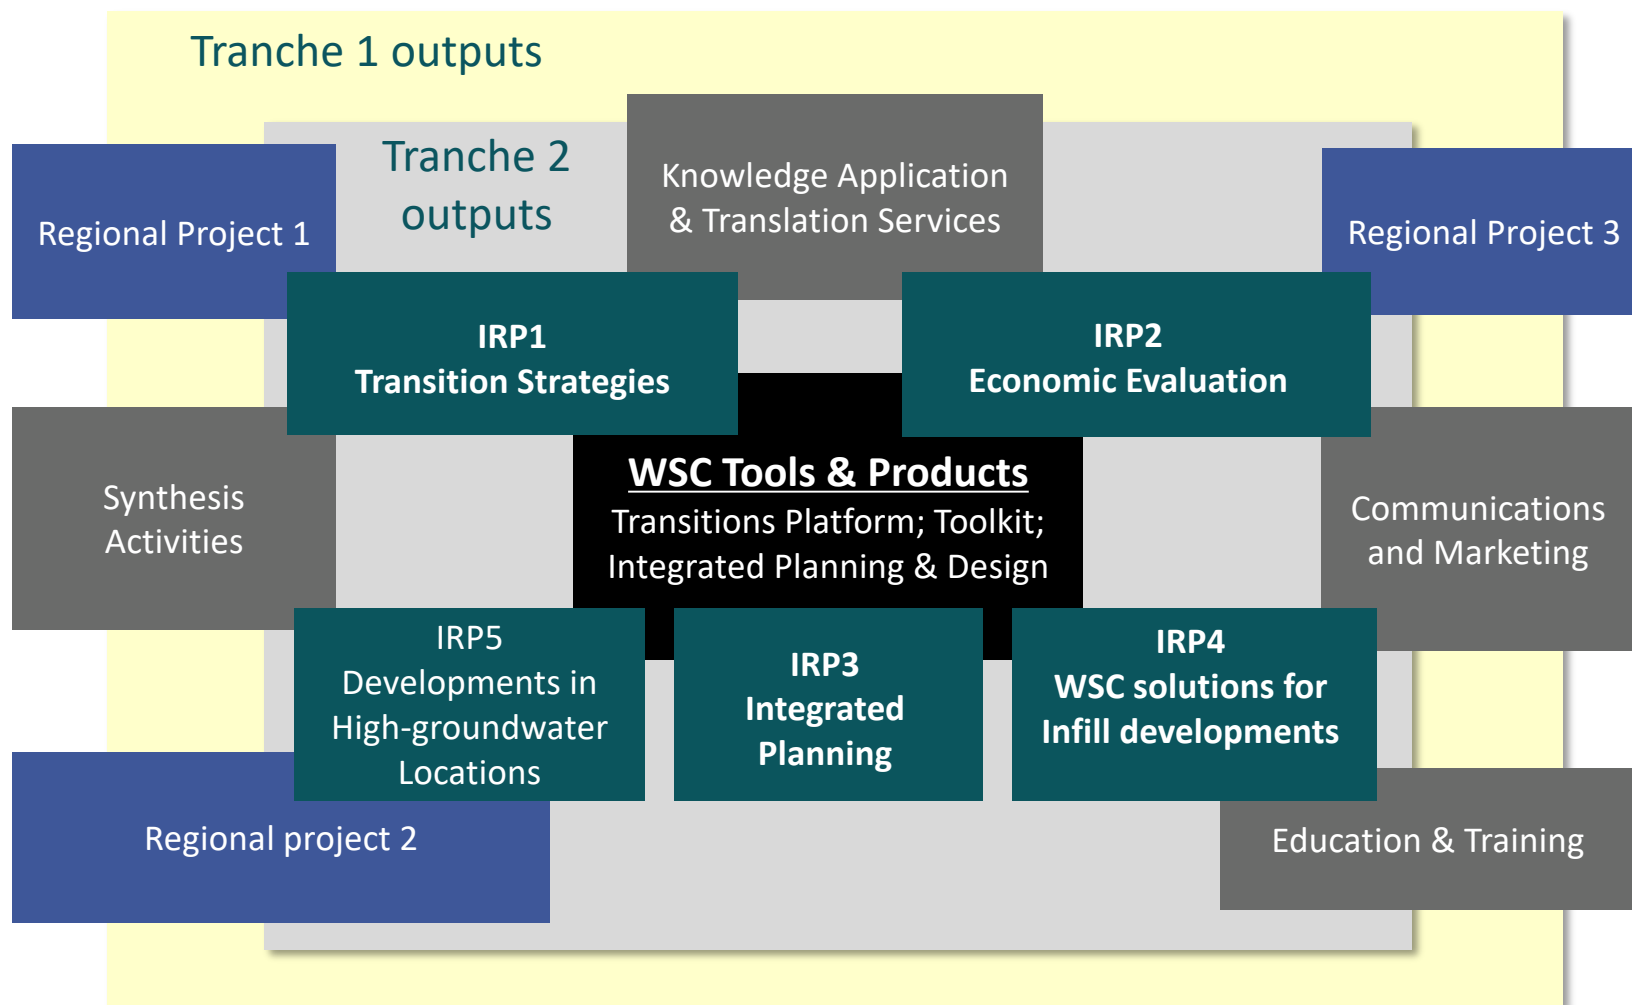 Tranche 1 outputs
Tranche 2
outputs
Knowledge Application
& Translation Services
Regional Project 1
Regional Project 3
IRP1
Transition Strategies
IRP2
Economic Evaluation
WSC Tools & Products
Transitions Platform; Toolkit;
Integrated Planning & Design
Synthesis
Activities
Communications
and Marketing
IRP5
Developments in
High-groundwater
Locations
IRP3
Integrated
Planning
IRP4
WSC solutions for
Infill developments
Regional project 2
Education & Training